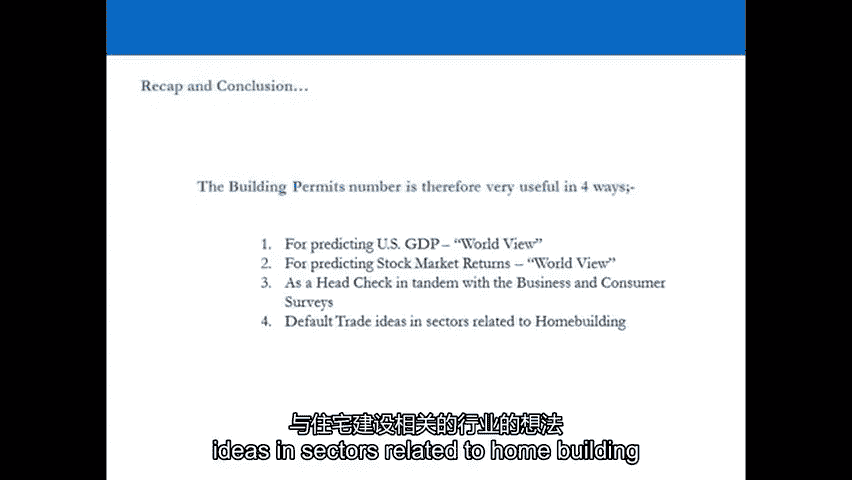 Recap and Conclusion…
The Building Permits number is therefore very useful in 4 ways;-
1. For predicting U.S. GDP – “World View”
2. For predicting Stock Market Returns – “World View”
3. As a Head Check in tandem with the Business and Consumer
Surveys
4. Default Trade ideas in sectors related to Homebuilding
与住宅建设相关的行业的想法
ideas in sectors related to home building